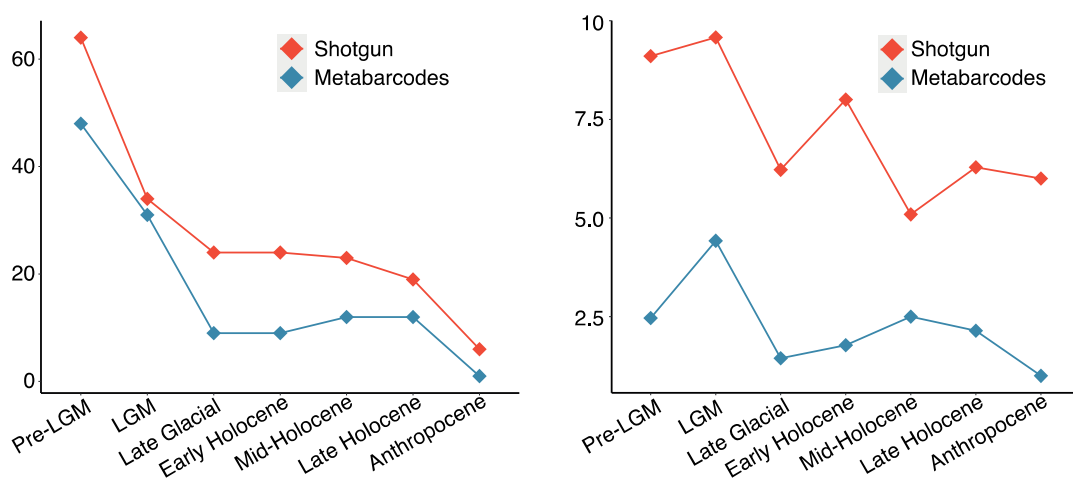 60
40
20
0
Shotgun
Metabarcodes
Pre-LGM
LGM
Late Glacial
Early Holocene
Mid-Holocene
Late Holocene
Anthropocene
10
7.5
5.0
2.5
Shotgun
Metabarcodes
Pre-LGM
LGM
Late Glacial
Early Holocene
Mid-Holocene
Late Holocene
Anthropocene